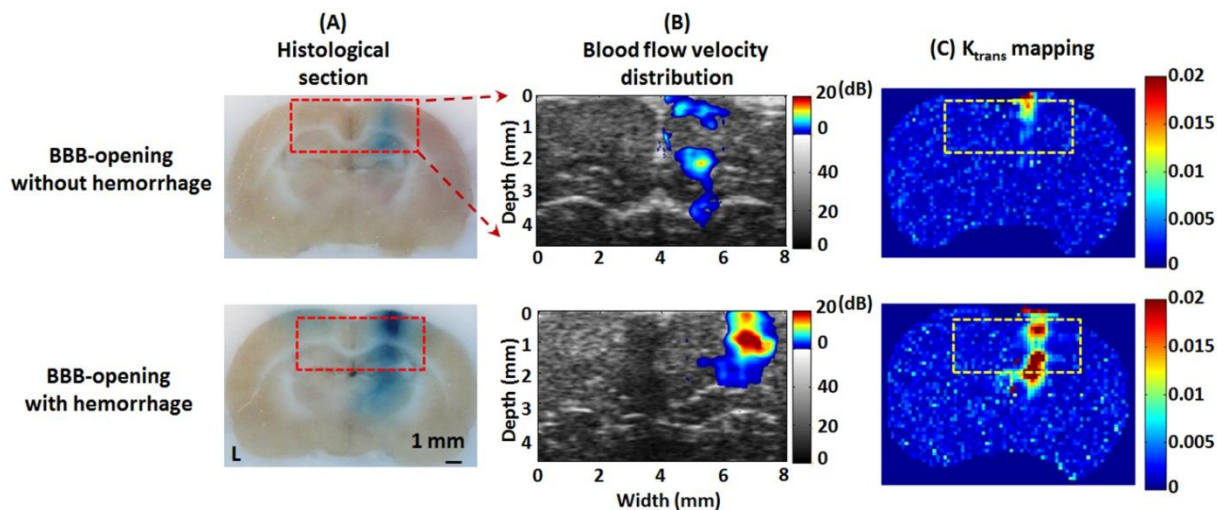 (A)
Histological
section
(B)
Blood flow velocity
distribution
(C) Ktrans mapping
BBB-opening
without hemorrhage
0
1
2
3
4
Depth (mm)
0 2 4 6 8
20 (dB)
0
60
40
20
0
0.02
0.015
0.01
0.005
0
BBB-opening
with hemorrhage
L
1 mm
0
1
2
3
4
Depth (mm)
0 2 4 6 8
Width (mm)
20 (dB)
0
60
40
20
0
0.02
0.015
0.01
0.005
0